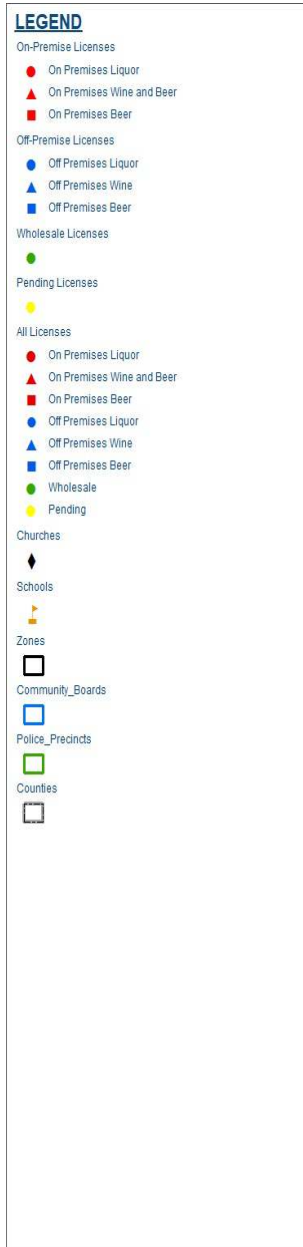 LEGEND
On-Premise Licenses
On Premises Liquor
On Premises Wine and Beer
On Premises Beer
Off-Premise Licenses
Off Premises Liquor
Off Premises Wine
Off Premises Beer
Wholesale Licenses
Pending Licenses
All Licenses
On Premises Liquor
On Premises Wine and Beer
On Premises Beer
Off Premises Liquor
Off Premises Wine
Off Premises Beer
Wholesale
Pending
Churches
Schools
Zones
Community_Boards
Police_Precincts
Counties